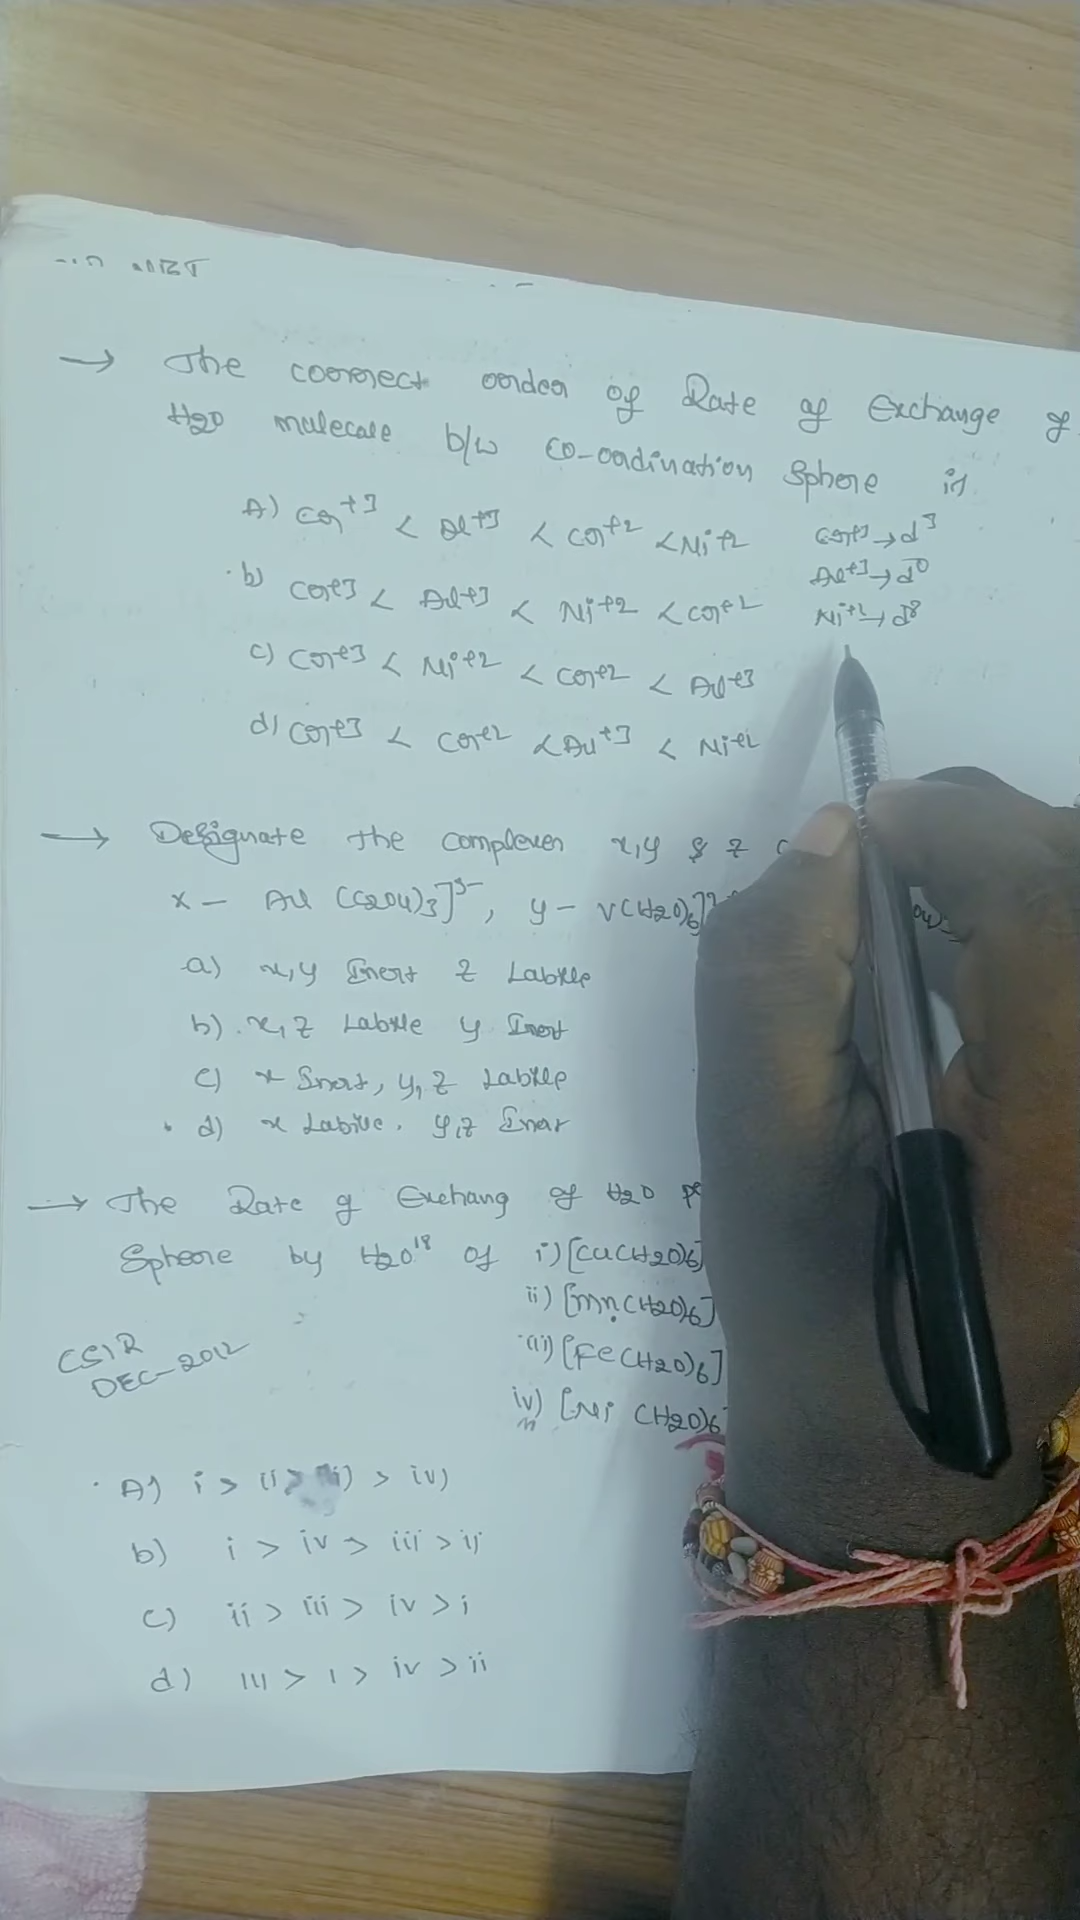 → The correct order of Rate of Exchange of
H2O malecule b/w co-ordination Sphere is
A) Cr+3 < Al+3 < Cr+2 < Ni+2
Cr+3 → d3
b) Cr+3 < Al+3 < Ni+2 < Cr+2
Al+3 → d0
Ni+2 → d8
c) Cr+3 < Ni+2 < Cr+2 < Al+3
d) Cr+3 < Cr+2 < Al+3 < Ni+2
→ Designate the complexes x,y & z
x – Al (C2O4)3]3-, y – V(H2O)6]2+
a) x,y Inert z Labile
b). x, z Labile y Inert
c) x Inert, y, z Labile
d) x Labile. y,z Inert
→ The Rate of Exchang of H2O
Sphere by H2O18 of i) [Cu(H2O)6]
ii) [Mn(H2O)6]
iii) [Fe(H2O)6]
iv) [Ni (H2O)6
CSIR
DEC-2012
A) i > ii > iii) > iv)
b) i > iv > iii > ii
c) ii > iii > iv > i
d) III > I > iv > ii